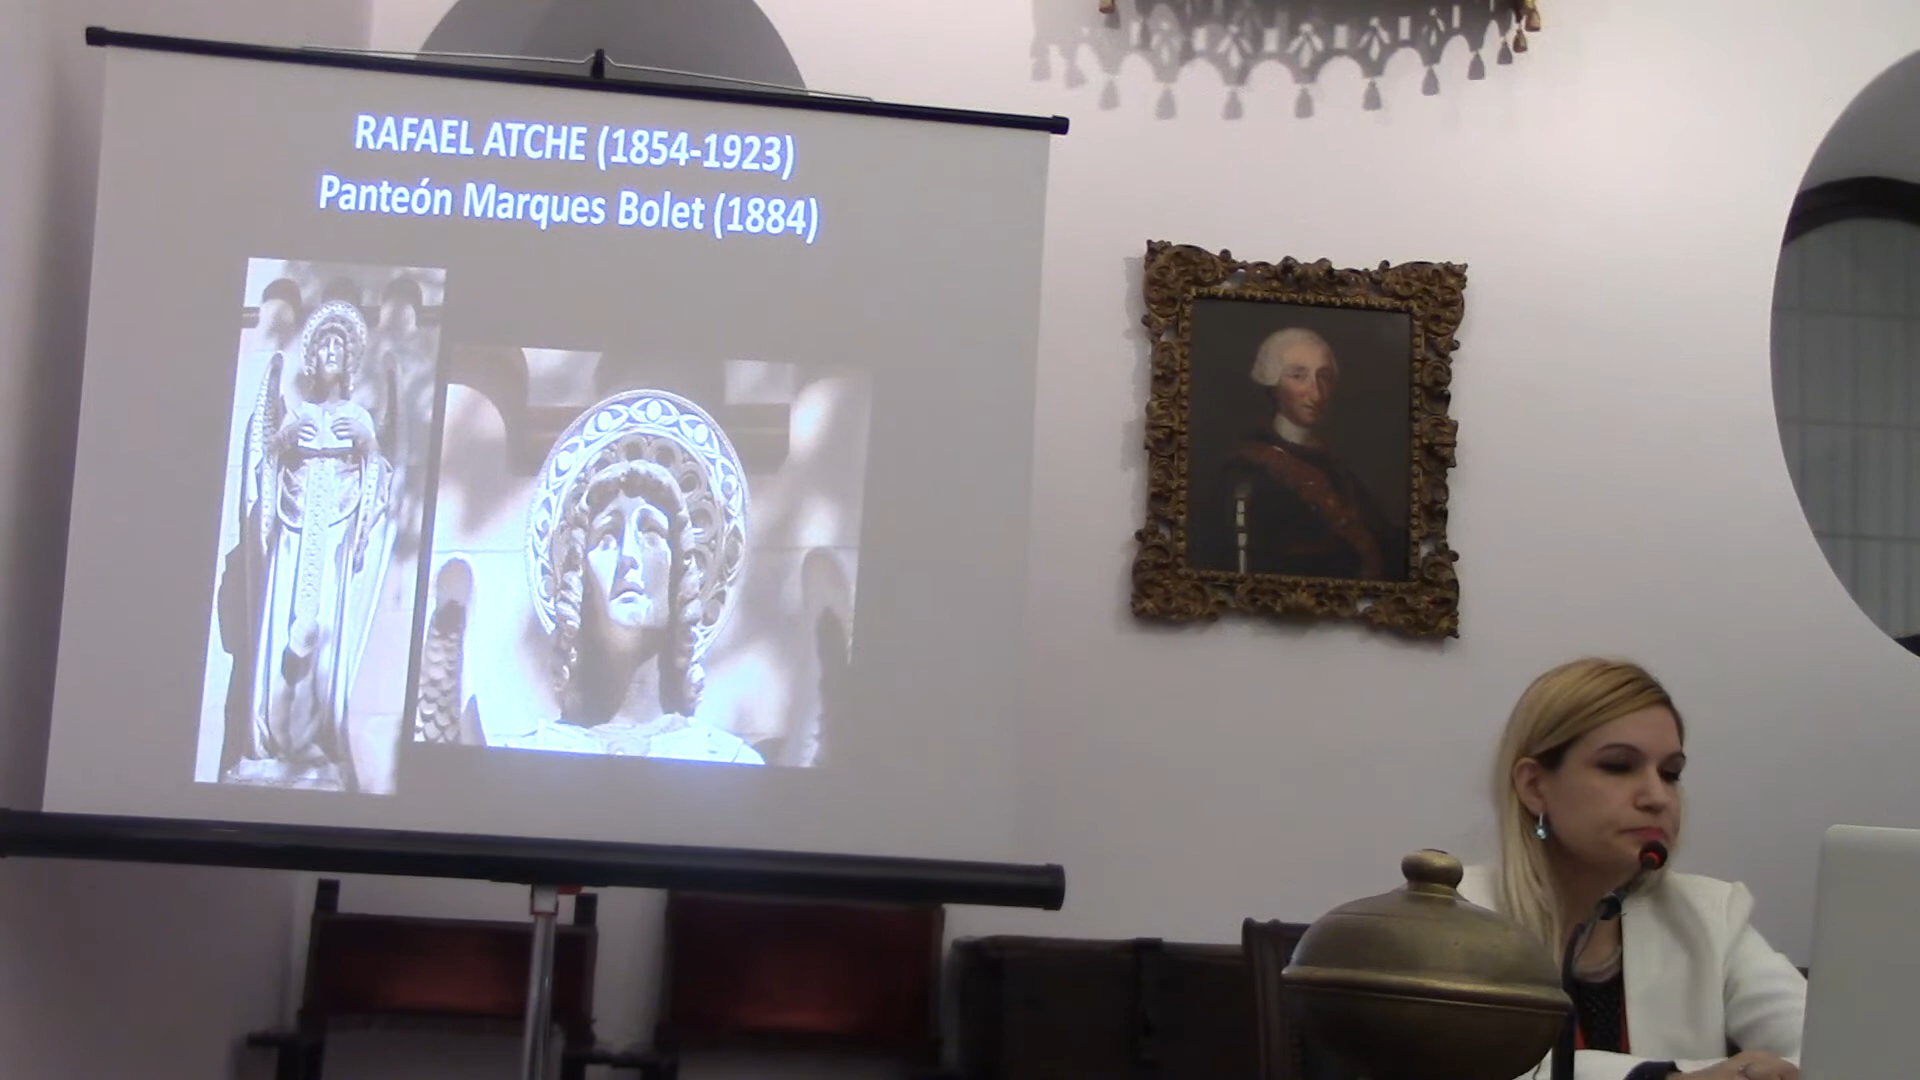 RAFAEL ATCHE (1854-1923)
Panteón Marques Bolet (1884)